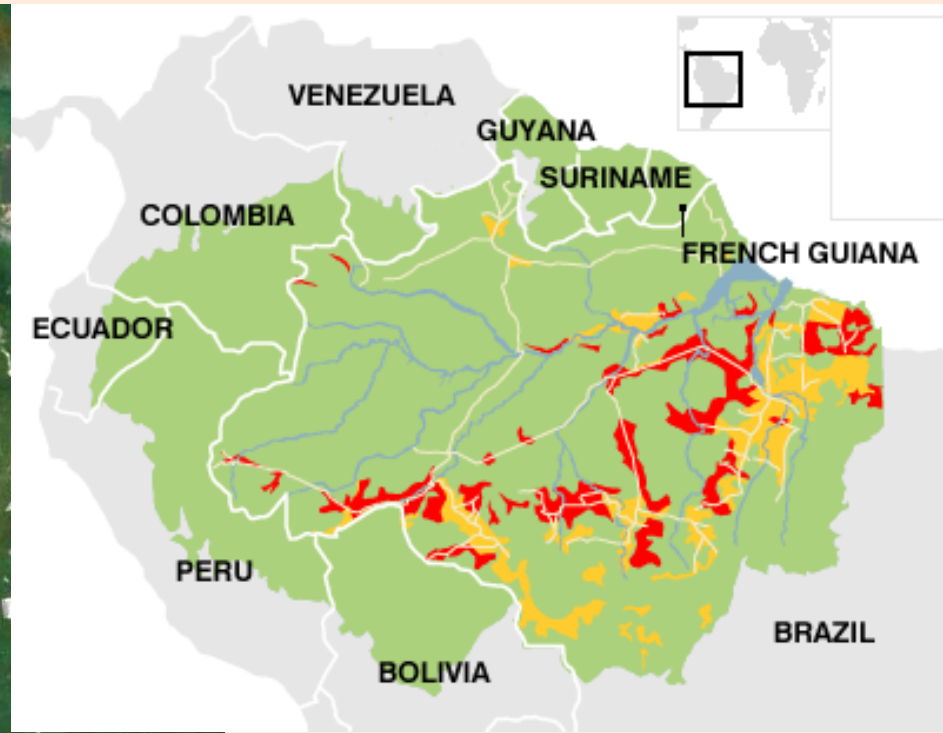 VENEZUELA
GUYANA
SURINAME
COLOMBIA
FRENCH GUIANA
ECUADOR
PERU
BRAZIL
BOLIVIA